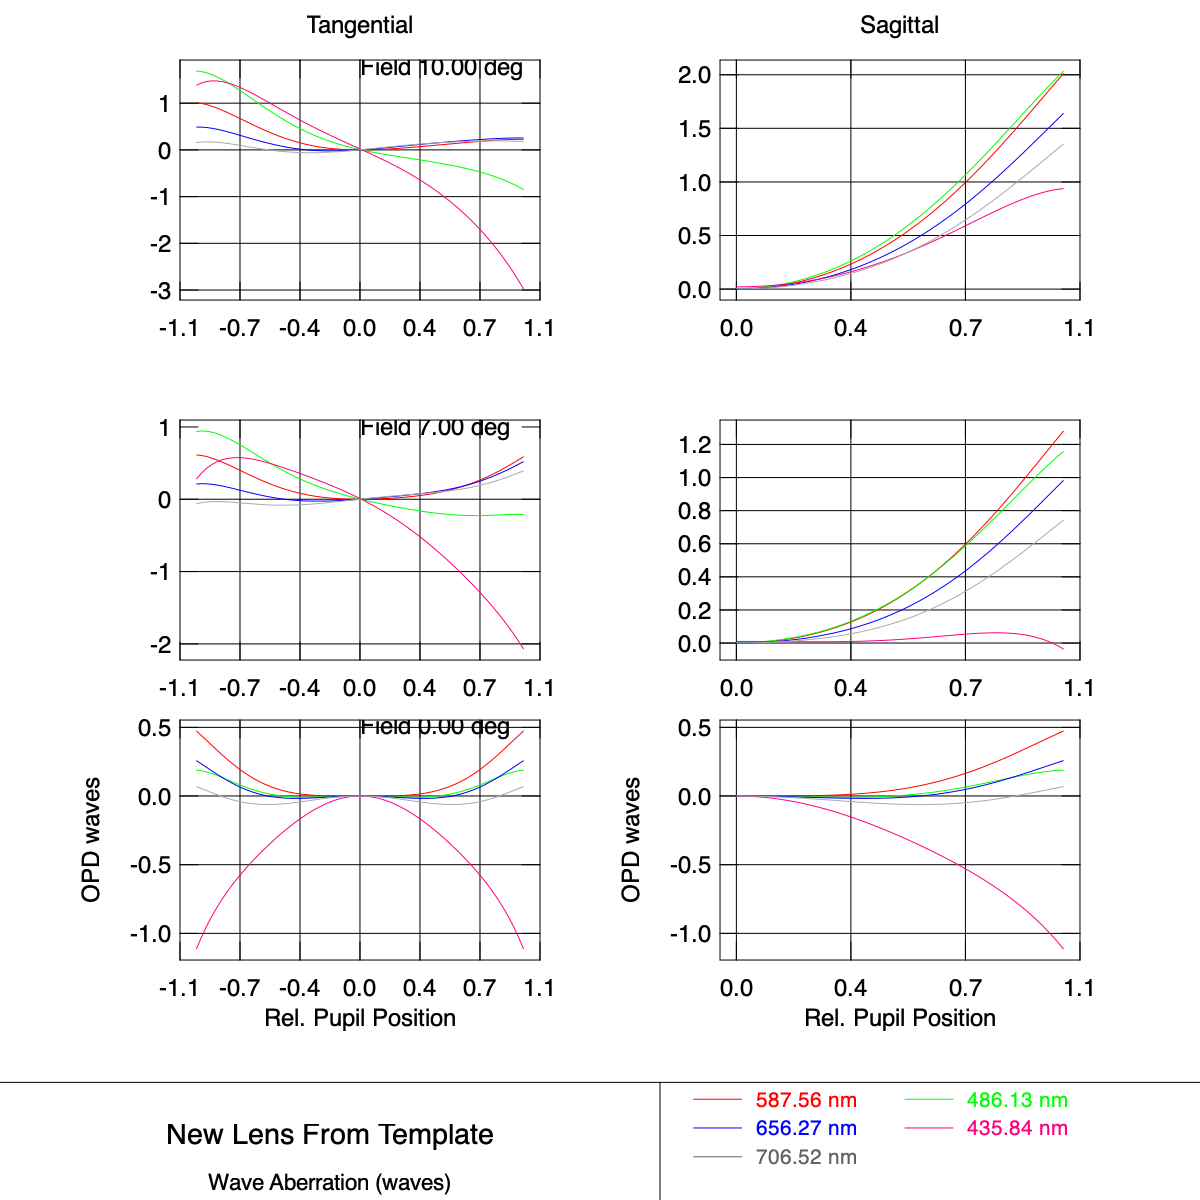 Tangential
Sagittal
Field 10.00 deg
1
0
-1
-2
-3
-1.1 -0.7 -0.4 0.0 0.4 0.7 1.1
2.0
1.5
1.0
0.5
0.0
0.0 0.4 0.7 1.1
Field 7.00 deg
1
0
-1
-2
-1.1 -0.7 -0.4 0.0 0.4 0.7 1.1
1.2
1.0
0.8
0.6
0.4
0.2
0.0
0.0 0.4 0.7 1.1
Field 0.00 deg
OPD waves
0.5
0.0
-0.5
-1.0
-1.1 -0.7 -0.4 0.0 0.4 0.7 1.1
Rel. Pupil Position
OPD waves
0.5
0.0
-0.5
-1.0
0.0 0.4 0.7 1.1
Rel. Pupil Position
New Lens From Template
Wave Aberration (waves)
587.56 nm 486.13 nm
656.27 nm 435.84 nm
706.52 nm